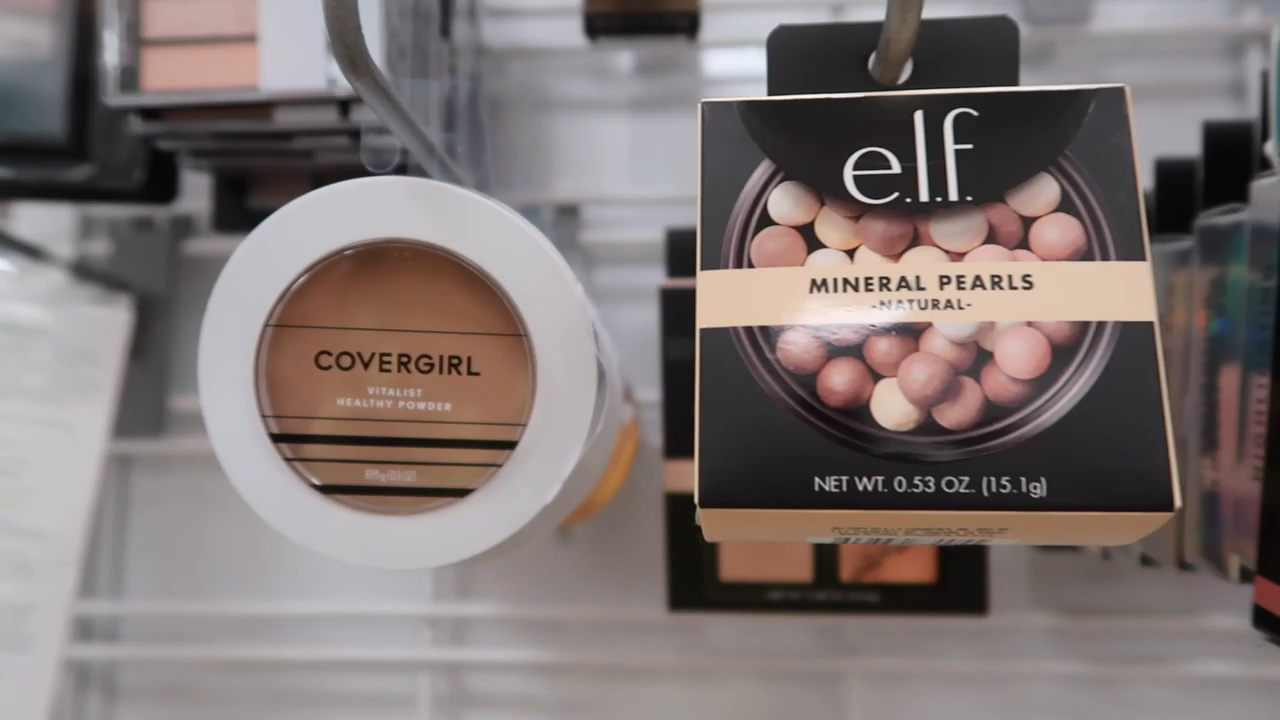 COVERGIRL
VITALIST
HEALTHY POWDER
e.l.f.
MINERAL PEARLS
-NATURAL-
NET WT. 0.53 OZ. (15.1g)